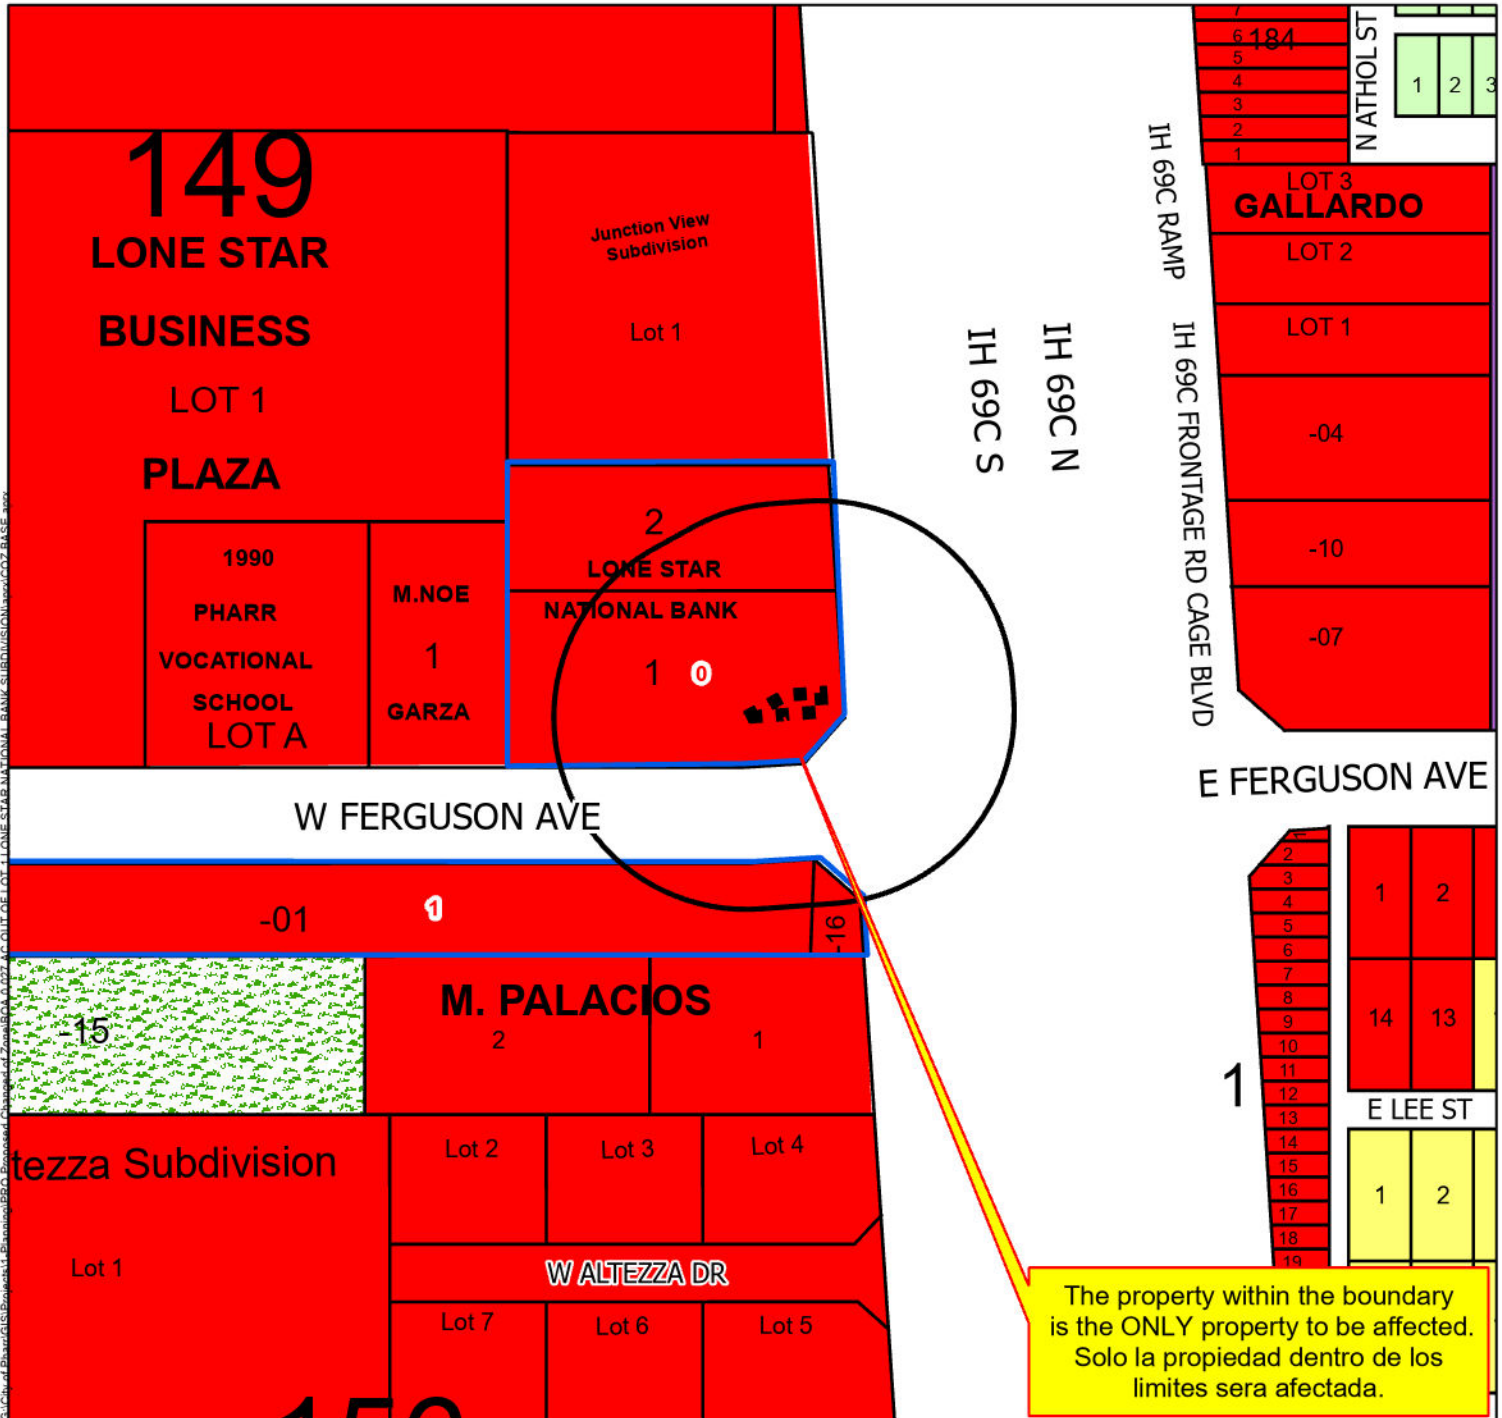 149
LONE STAR
BUSINESS
LOT 1
PLAZA
Junction View
Subdivision
Lot 1
1990
PHARR
VOCATIONAL
SCHOOL
LOT A
M.NOE
1
GARZA
2
LONE STAR
NATIONAL BANK
1
0
W FERGUSON AVE
-01
1
-16
-15
M. PALACIOS
2
1
tezza Subdivision
Lot 1
Lot 2
Lot 3
Lot 4
W ALTEZZA DR
Lot 7
Lot 6
Lot 5
IH 69C S
IH 69C N
IH 69C RAMP
IH 69C FRONTAGE RD CAGE BLVD
7
6
184
5
4
3
2
1
N ATHOL ST
1
2
3
LOT 3
GALLARDO
LOT 2
LOT 1
-04
-10
-07
E FERGUSON AVE
1
2
3
4
5
6
7
8
9
10
11
12
13
14
15
16
17
18
19
1
1
2
14
13
E LEE ST
1
2
The property within the boundary
is the ONLY property to be affected.
Solo la propiedad dentro de los
limites sera afectada.